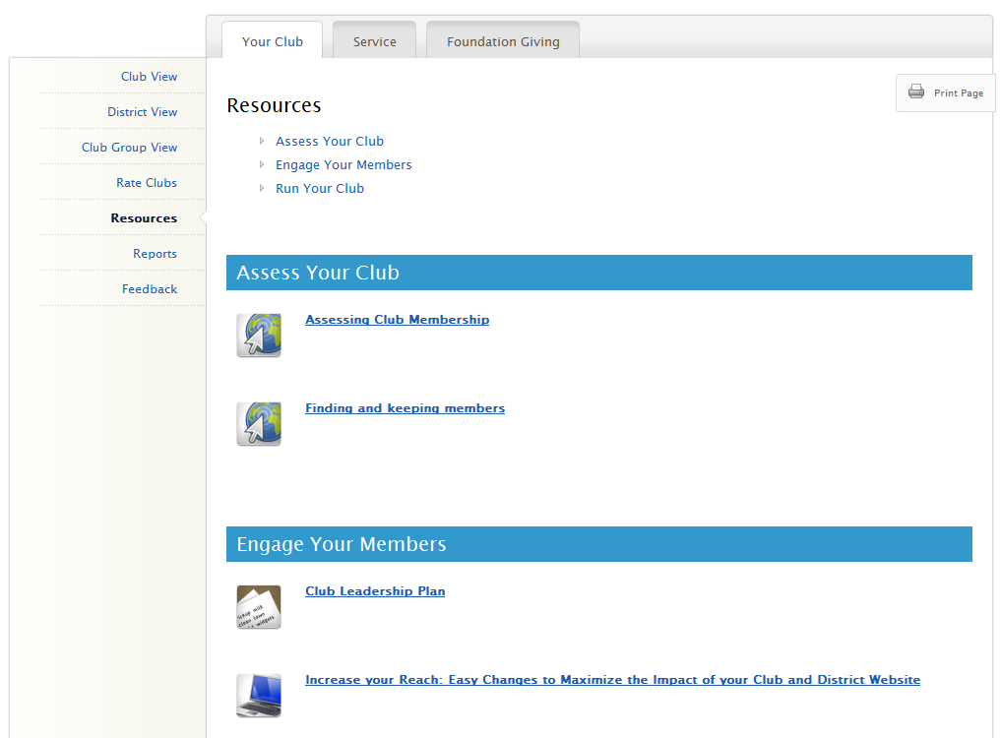 Your Club
Service
Foundation Giving
Club View
District View
Club Group View
Rate Clubs
Resources
Reports
Feedback
Print Page
Resources
Assess Your Club
Engage Your Members
Run Your Club
Assess Your Club
Assessing Club Membership
Finding and keeping members
Engage Your Members
Club Leadership Plan
Increase your Reach: Easy Changes to Maximize the Impact of your Club and District Website